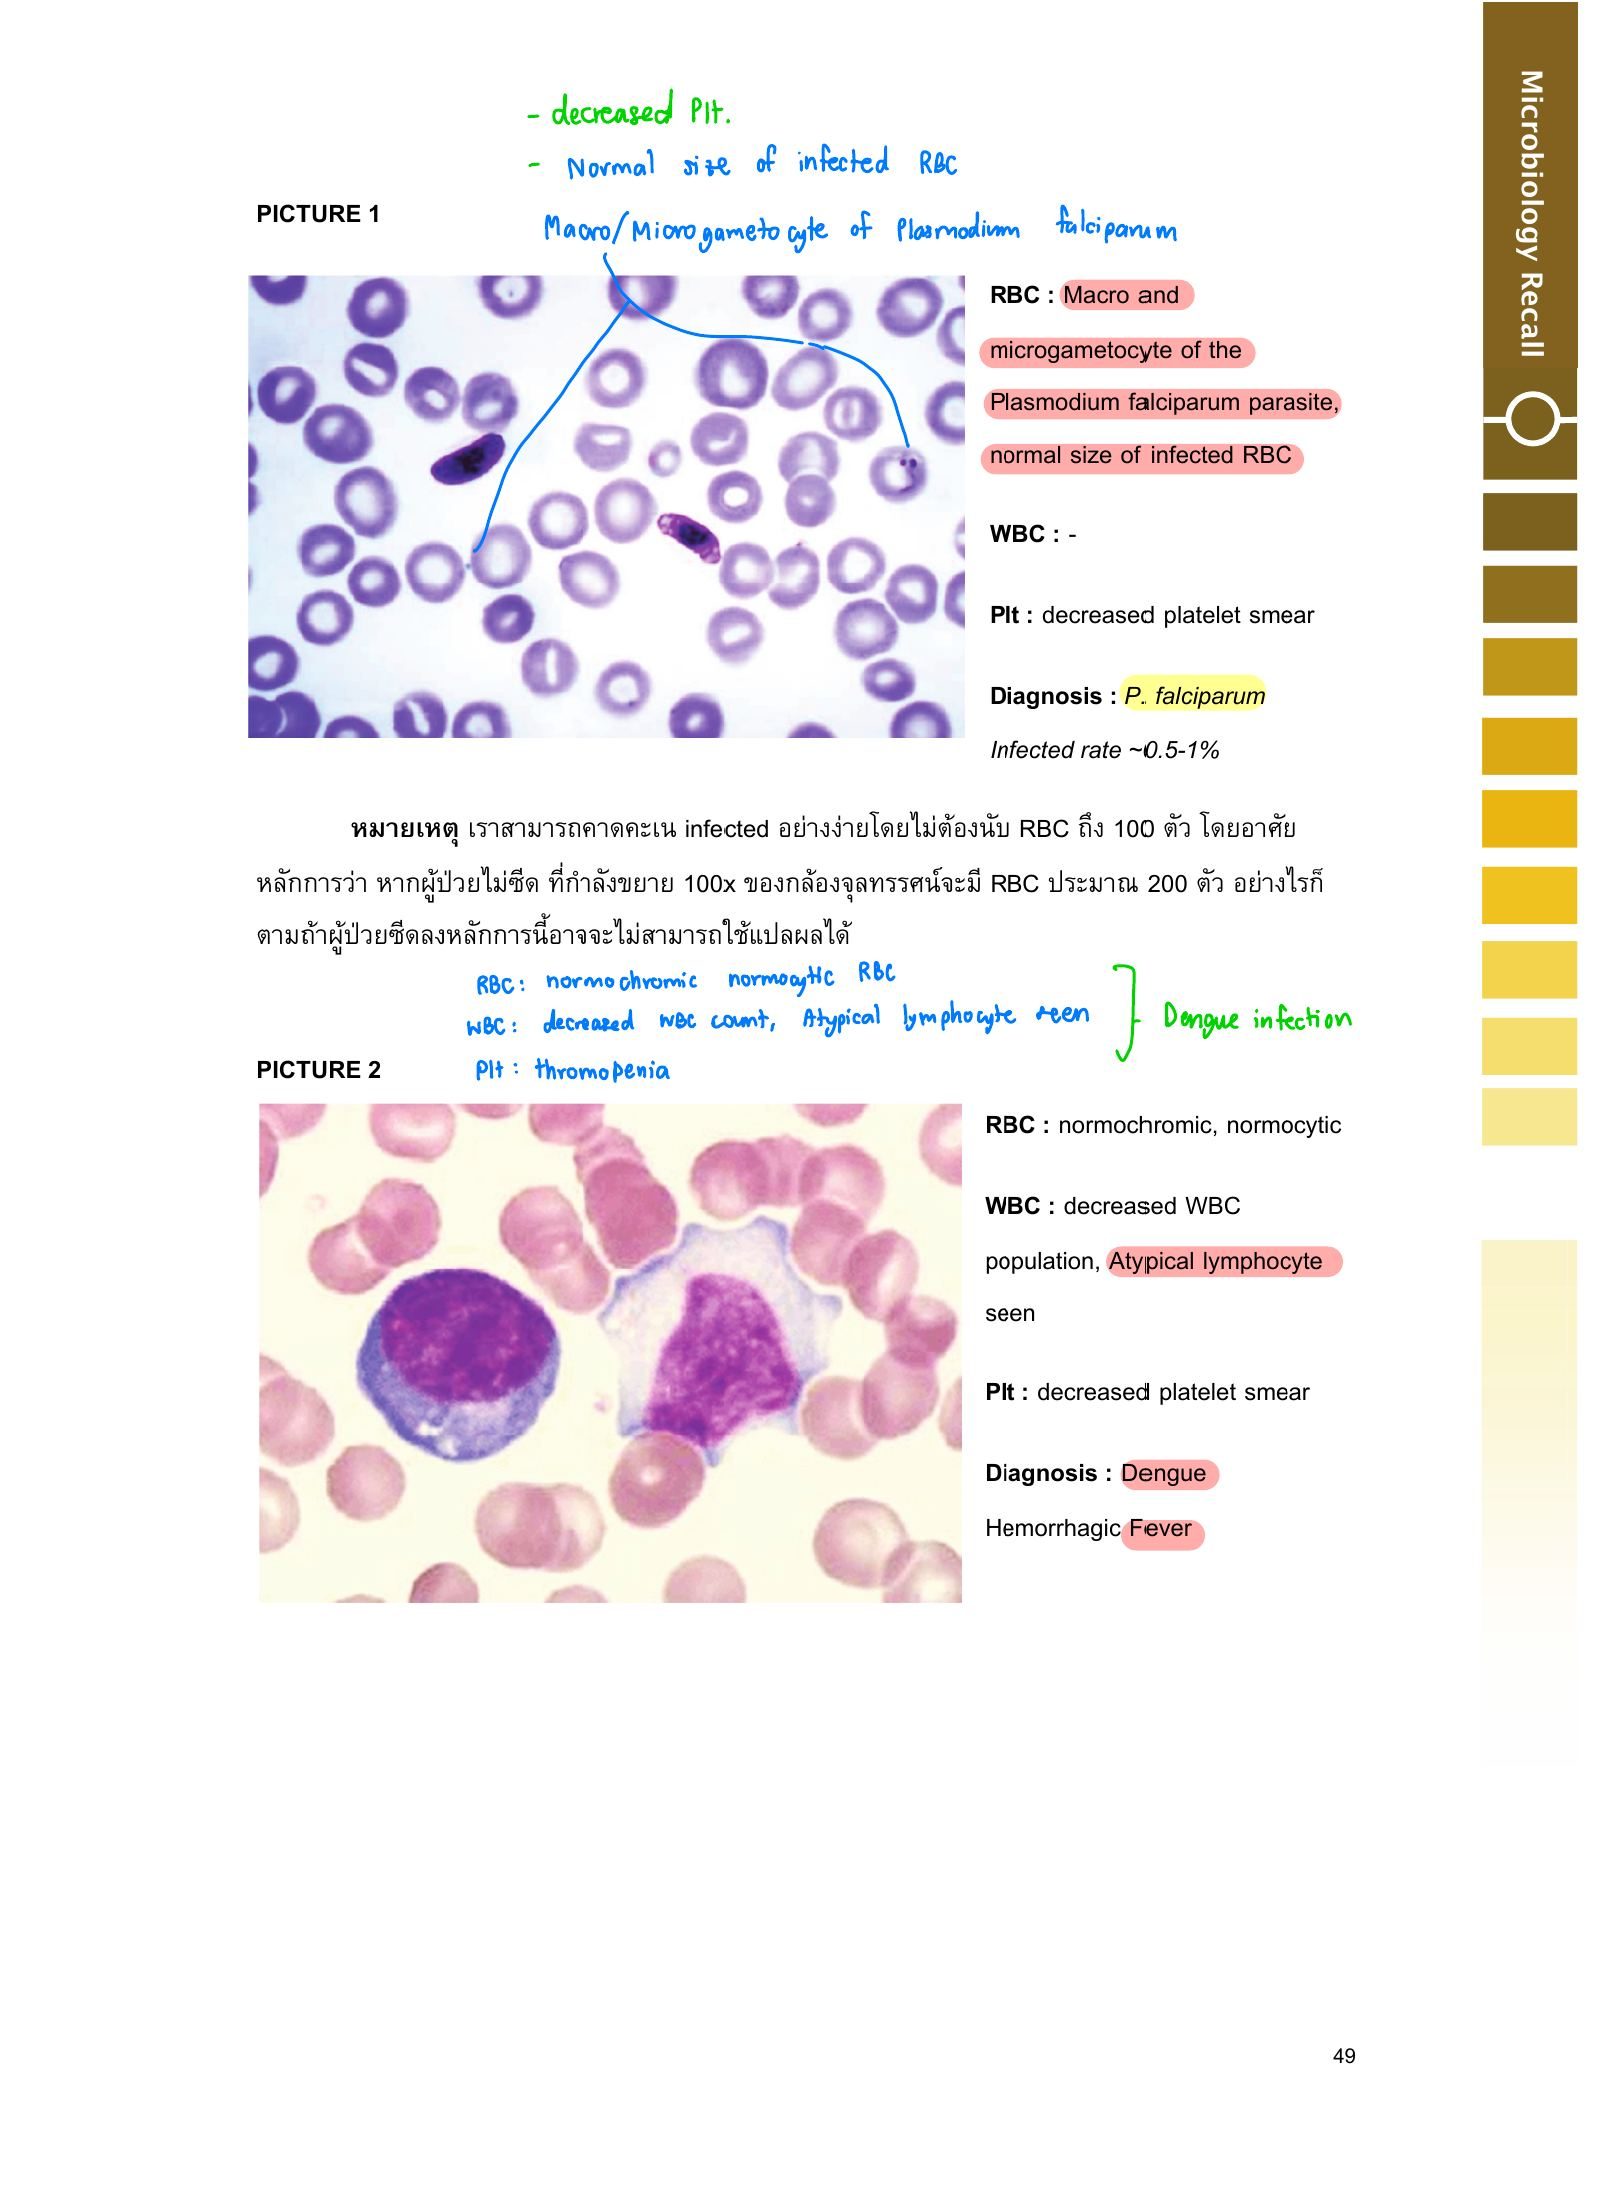 Microbiology Recall
- decreased Plt.
- Normal size of infected RBC
PICTURE 1
Macro/Microgametocyte of Plasmodium falciparum
RBC : Macro and
microgametocyte of the
Plasmodium falciparum parasite,
normal size of infected RBC
WBC : -
Plt : decreased platelet smear
Diagnosis : P. falciparum
Infected rate ~0.5-1%
หมายเหตุ เราสามารถคาดคะเน infected อย่างง่ายโดยไม่ต้องนับ RBC ถึง 100 ตัว โดยอาศัย
หลักการว่า หากผู้ป่วยไม่ซีด ที่กำลังขยาย 100x ของกล้องจุลทรรศน์จะมี RBC ประมาณ 200 ตัว อย่างไรก็
ตามถ้าผู้ป่วยซีดลงหลักการนี้อาจจะไม่สามารถใช้แปลผลได้
RBC: normochromic normocytic RBC
WBC: decreased WBC count, Atypical lymphocyte seen
Dengue infection
Plt : thromopenia
PICTURE 2
RBC : normochromic, normocytic
WBC : decreased WBC
population, Atypical lymphocyte
seen
Plt : decreased platelet smear
Diagnosis : Dengue
Hemorrhagic Fever
49